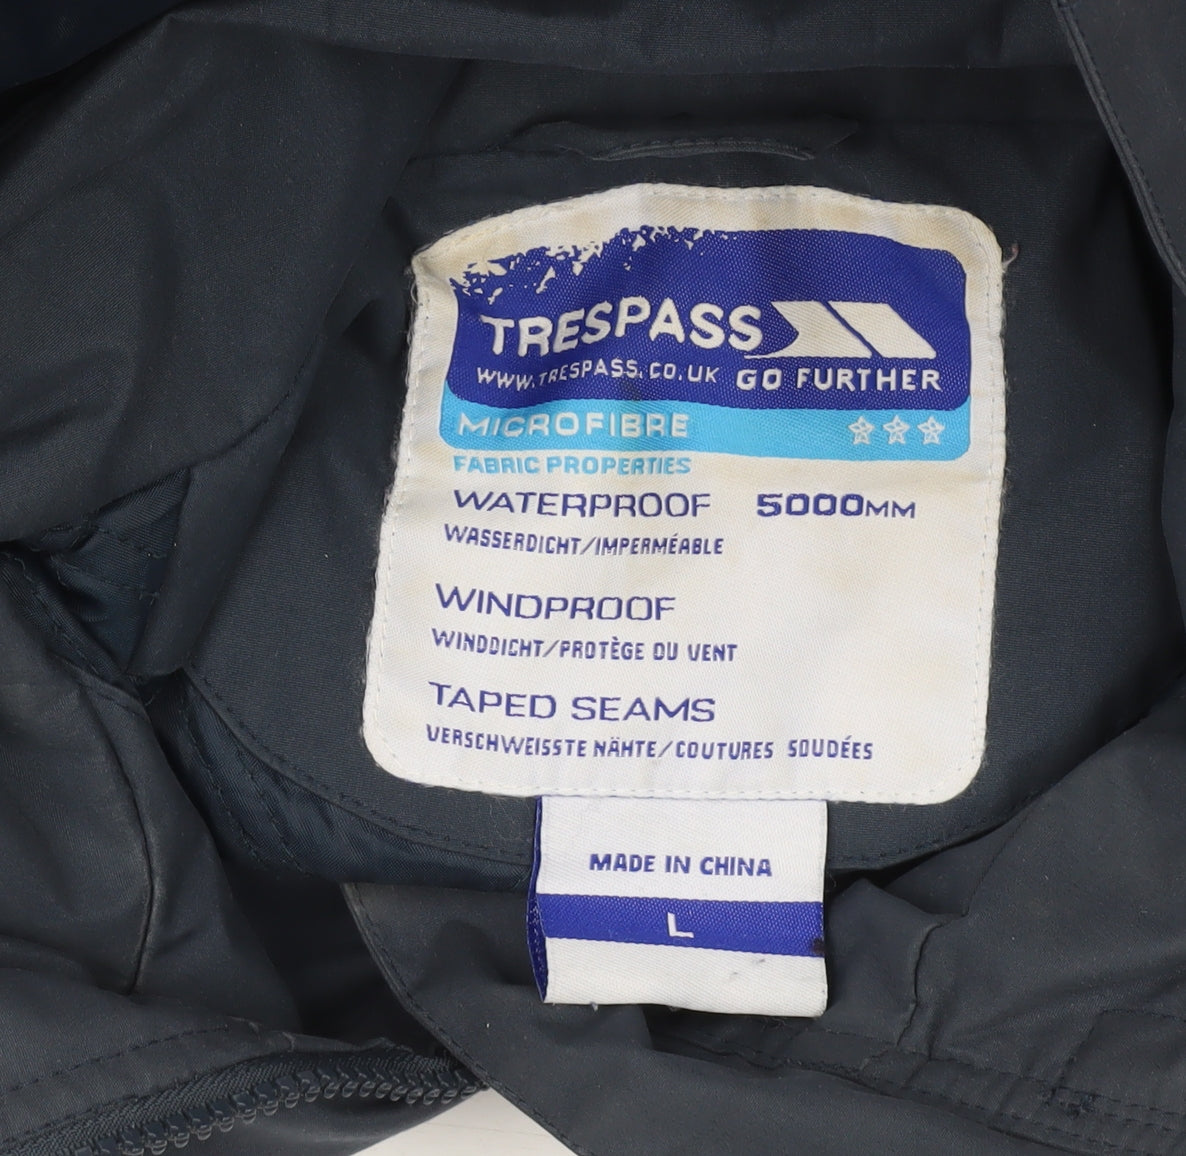 TRESPASS
WWW.TRESPASS.CO.UK GO FURTHER
MICROFIBRE
FABRIC PROPERTIES
WATERPROOF 5000MM
WASSERDICHT/IMPERMÉABLE
WINDPROOF
WINDDICHT/PROTÈGE DU VENT
TAPED SEAMS
VERSCHWEISSTE NÄHTE/COUTURES SOUDÉES
MADE IN CHINA
L